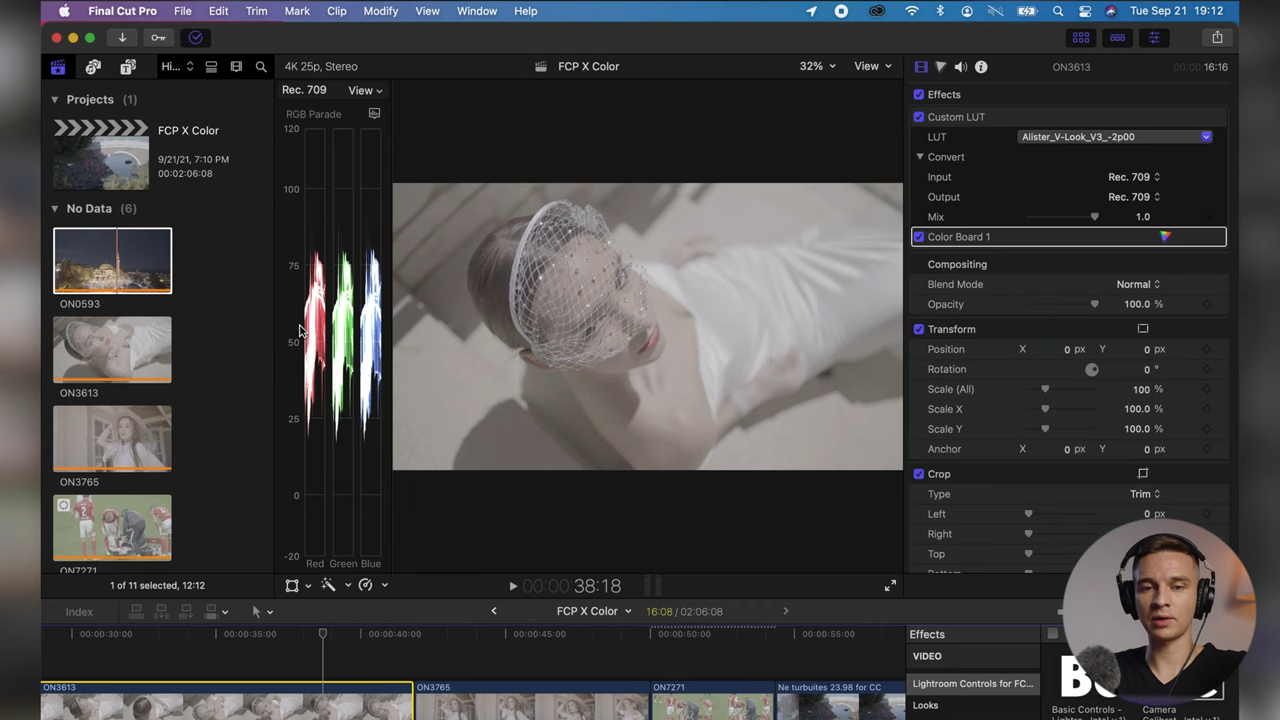 Final Cut Pro File Edit Trim Mark Clip Modify View Window Help Tue Sep 21 19:12
Hi... 4K 25p, Stereo FCP X Color 32% View ON3613 00:00:16:16
Projects (1)
FCP X Color
9/21/21, 7:10 PM
00:02:06:08
No Data (6)
ON0593
ON3613
ON3765
ON7271
1 of 11 selected, 12:12
Rec. 709 View
RGB Parade
120
100
75
50
25
0
-20
Red Green Blue
00:00:38:18
Effects
Custom LUT
LUT Alister_V-Look_V3_-2p00
Convert
Input Rec. 709
Output Rec. 709
Mix 1.0
Color Board 1
Compositing
Blend Mode Normal
Opacity 100.0 %
Transform
Position X 0 px Y 0 px
Rotation 0 °
Scale (All) 100 %
Scale X 100.0 %
Scale Y 100.0 %
Anchor X 0 px Y 0 px
Crop
Type Trim
Left 0 px
Right
Top
Index FCP X Color 16:08 / 02:06:08
00:00:30:00 00:00:35:00 00:00:40:00 00:00:45:00 00:00:50:00 00:00:55:00
ON3613 ON3765 ON7271 Ne turbuites 23.98 for CC
Effects
VIDEO
Lightroom Controls for FC...
Looks
Basic Controls - Camera